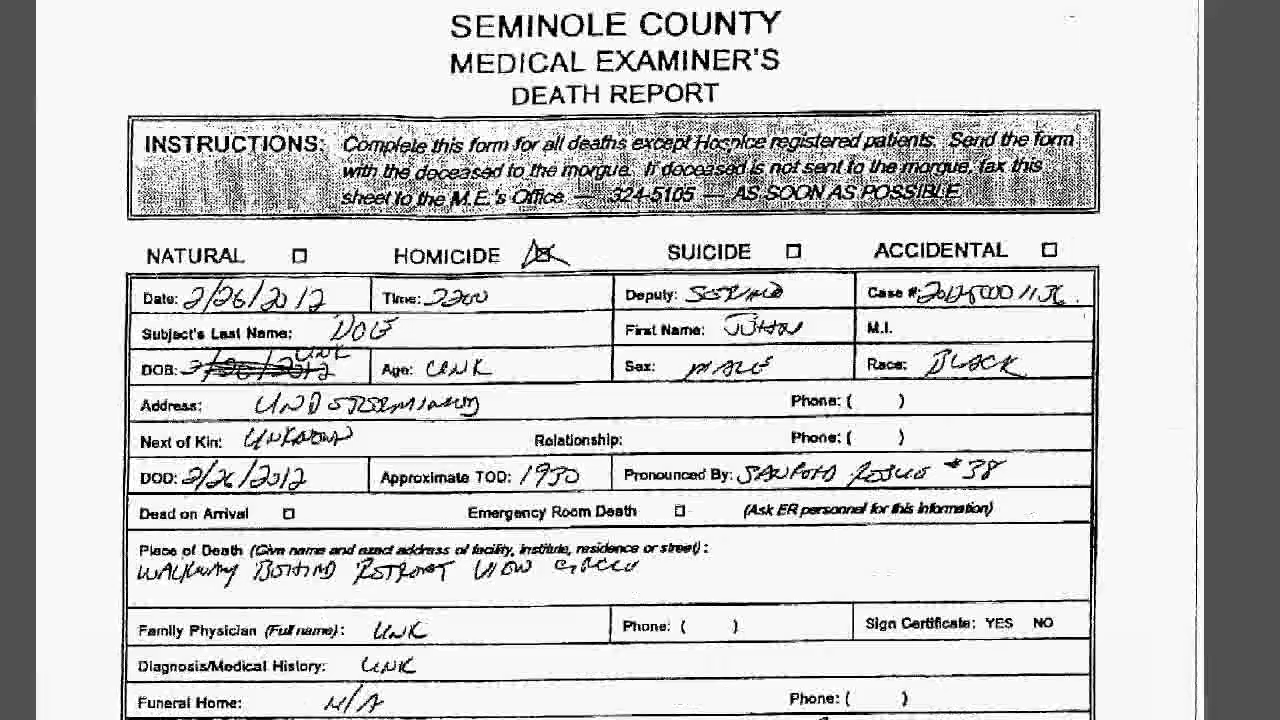 SEMINOLE COUNTY
MEDICAL EXAMINER'S
DEATH REPORT
INSTRUCTIONS: Complete this form for all deaths except Hospice registered patients. Send the form
with the deceased to the morgue. If deceased is not sent to the morgue, fax this
sheet to the M.E.'s Office — 324-5105 — AS SOON AS POSSIBLE
NATURAL HOMICIDE SUICIDE ACCIDENTAL
Date: 2/26/2012 Time: 2200 Deputy: Case #:
Subject's Last Name: DOE First Name: JOHN M.I.
DOB: UNK Age: UNK Sex: MALE Race: BLACK
Address: Phone: ( )
Next of Kin: UNKNOWN Relationship: Phone: ( )
DOD: 2/26/2012 Approximate TOD: 1930 Pronounced By: SANFORD RESCUE #38
Dead on Arrival Emergency Room Death (Ask ER personnel for this information)
Place of Death (Give name and exact address of facility, institute, residence or street):
WALKWAY BEHIND RETREAT VIEW CIRCLE
Family Physician (Full name): UNK Phone: ( ) Sign Certificate: YES NO
Diagnosis/Medical History: UNK
Funeral Home: N/A Phone: ( )